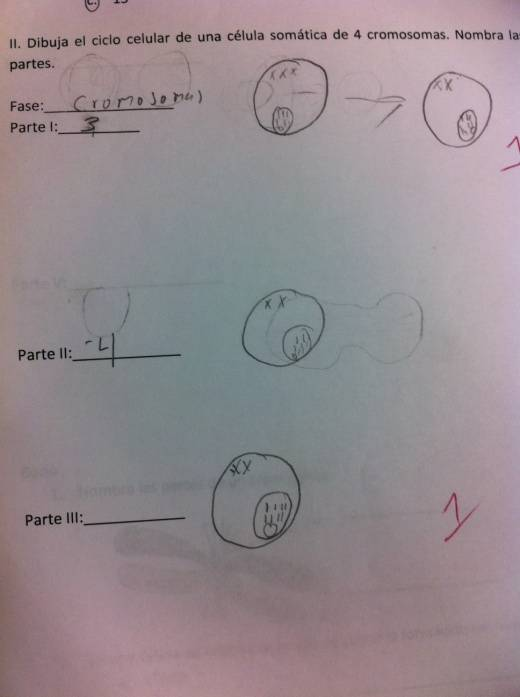 II. Dibuja el ciclo celular de una célula somática de 4 cromosomas. Nombra la
partes.
Fase: Cromosomas
Parte I: 3
Parte II: -4
Parte III: